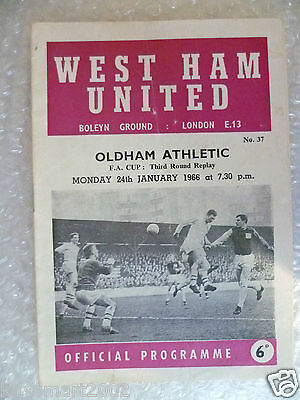 WEST HAM
UNITED
BOLEYN GROUND : LONDON E.13
No. 37
OLDHAM ATHLETIC
F.A. CUP : Third Round Replay
MONDAY 24th JANUARY 1966 at 7.30 p.m.
OFFICIAL PROGRAMME
6D